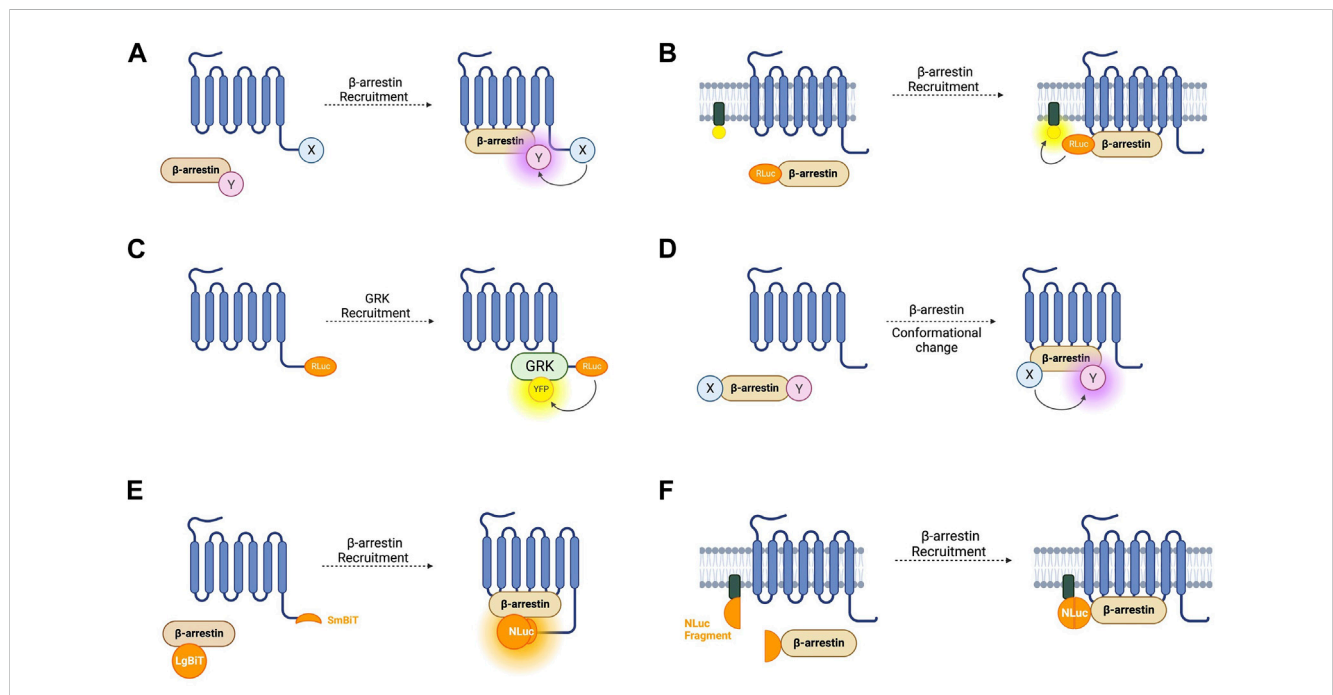 A
β-arrestin
Recruitment
X
β-arrestin
Y
β-arrestin
Y
X
B
β-arrestin
Recruitment
RLuc
β-arrestin
RLuc
β-arrestin
C
GRK
Recruitment
RLuc
GRK
YFP
RLuc
D
β-arrestin
Conformational
change
X
β-arrestin
Y
β-arrestin
X
Y
E
β-arrestin
Recruitment
SmBiT
β-arrestin
LgBiT
β-arrestin
NLuc
F
β-arrestin
Recruitment
NLuc
Fragment
β-arrestin
NLuc
β-arrestin